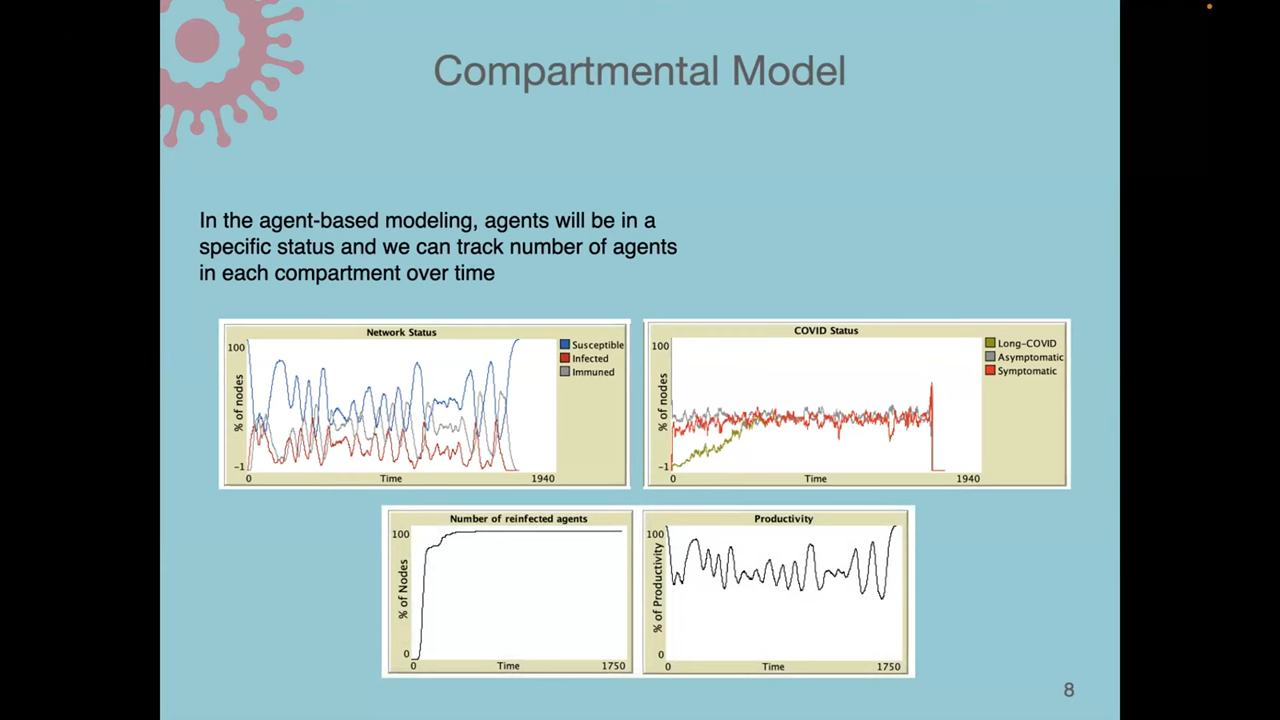 Compartmental Model
In the agent-based modeling, agents will be in a
specific status and we can track number of agents
in each compartment over time
Network Status
100
% of nodes
-1
0
Time
1940
Susceptible
Infected
Immuned
COVID Status
100
% of nodes
-1
0
Time
1940
Long-COVID
Asymptomatic
Symptomatic
Number of reinfected agents
100
% of Nodes
0
0
Time
1750
Productivity
100
% of Productivity
0
0
Time
1750
8